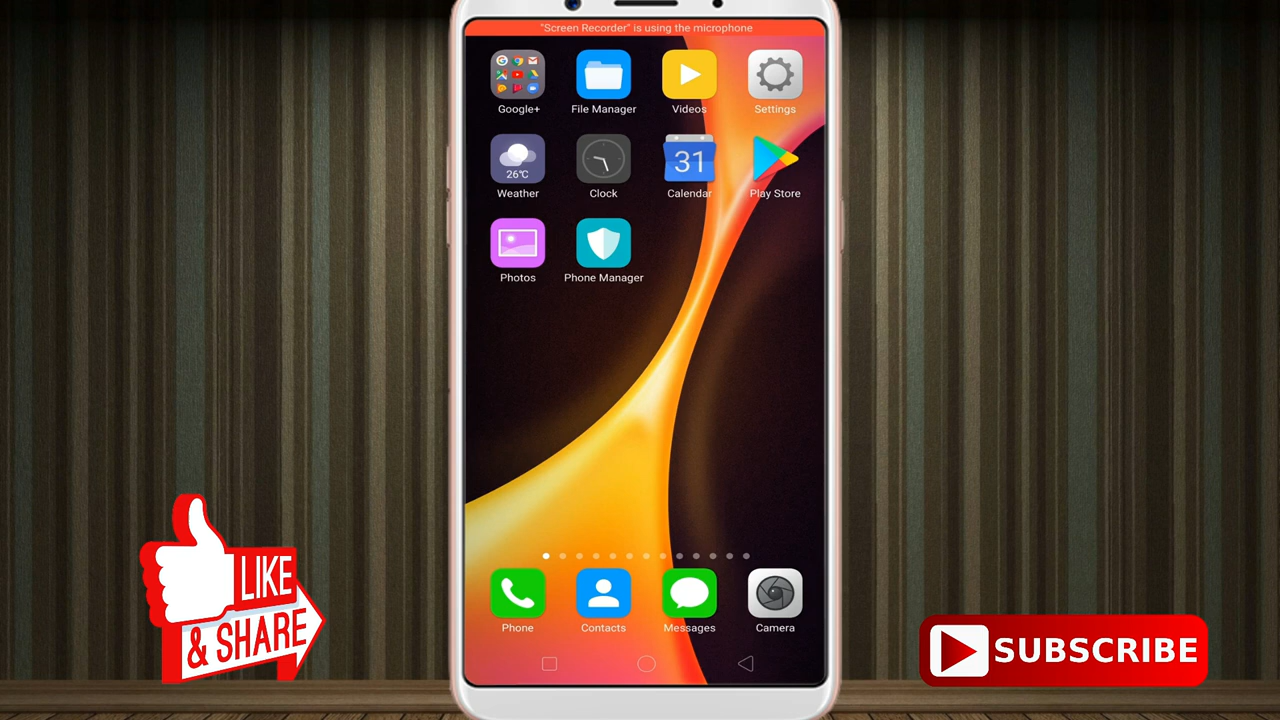 "Screen Recorder" is using the microphone
Google+
File Manager
Videos
Settings
26°C
31
Weather
Clock
Calendar
Play Store
Photos
Phone Manager
LIKE
& SHARE
Phone
Contacts
Messages
Camera
SUBSCRIBE